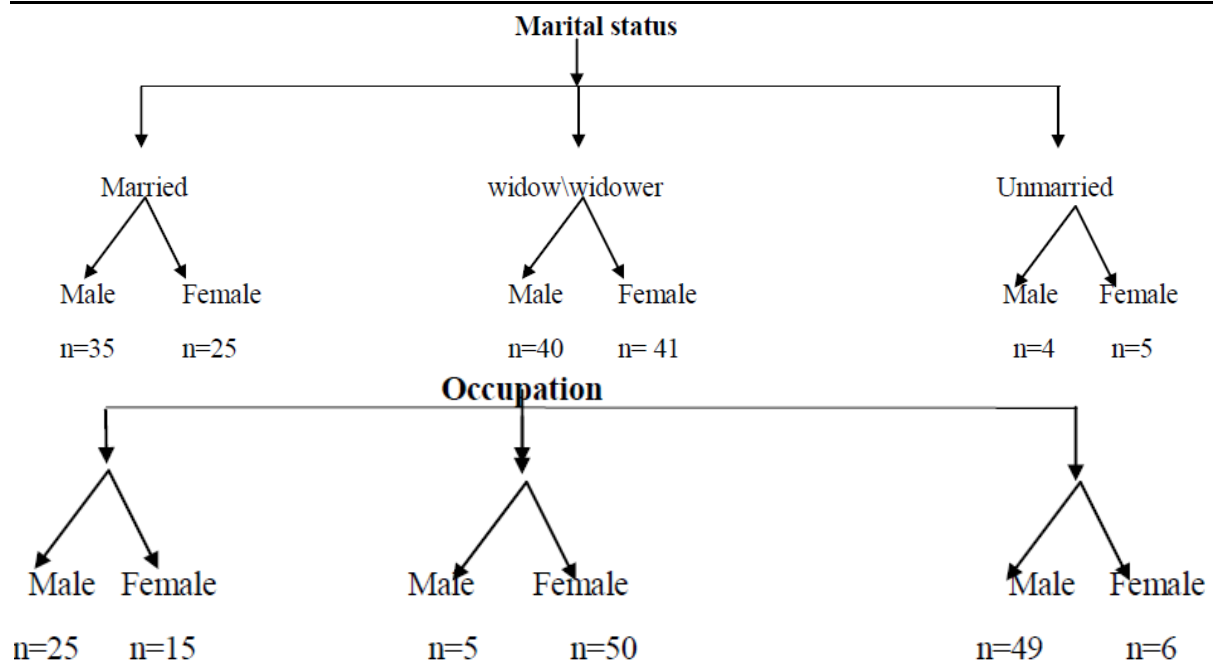 Marital status
Married widow\widower Unmarried
Male Female Male Female Male Female
n=35 n=25 n=40 n= 41 n=4 n=5
Occupation
Male Female Male Female Male Female
n=25 n=15 n=5 n=50 n=49 n=6